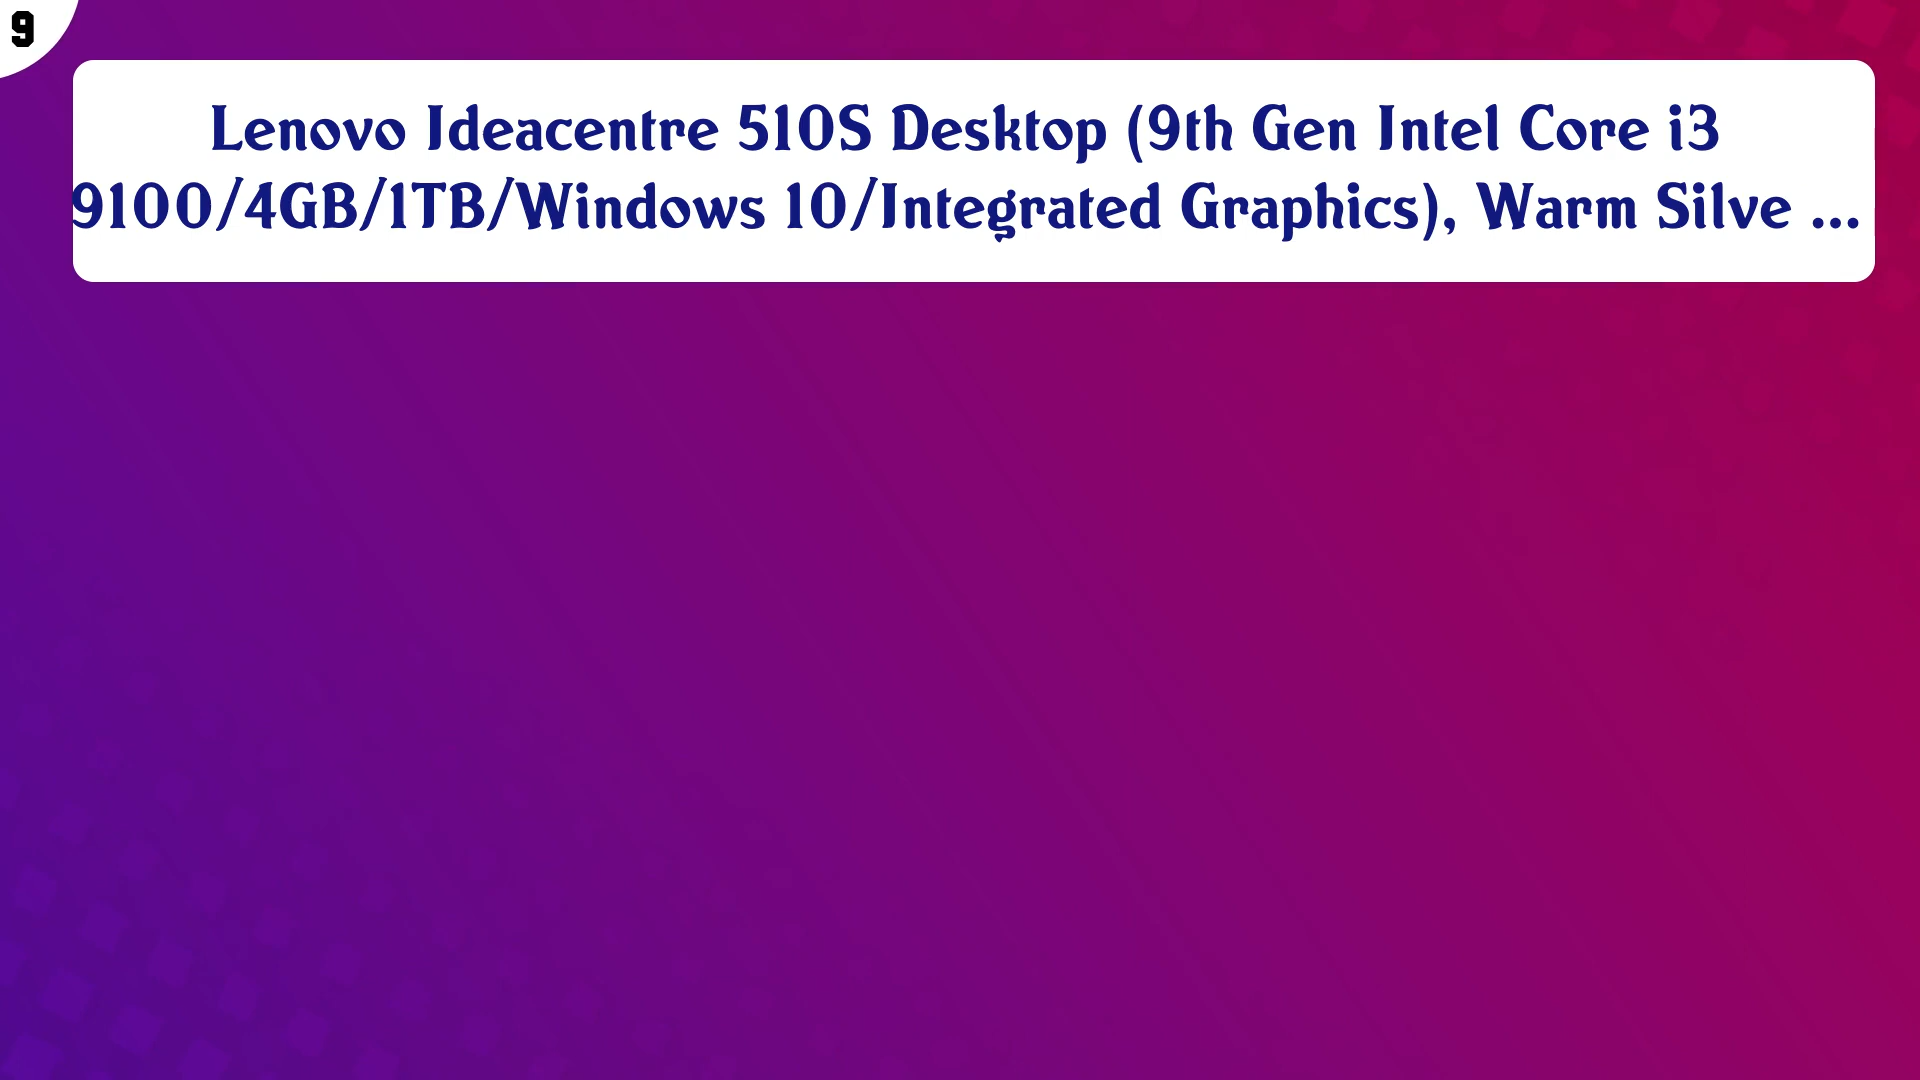 9
Lenovo Ideacentre 510S Desktop (9th Gen Intel Core i3
9100/4GB/1TB/Windows 10/Integrated Graphics), Warm Silve ...